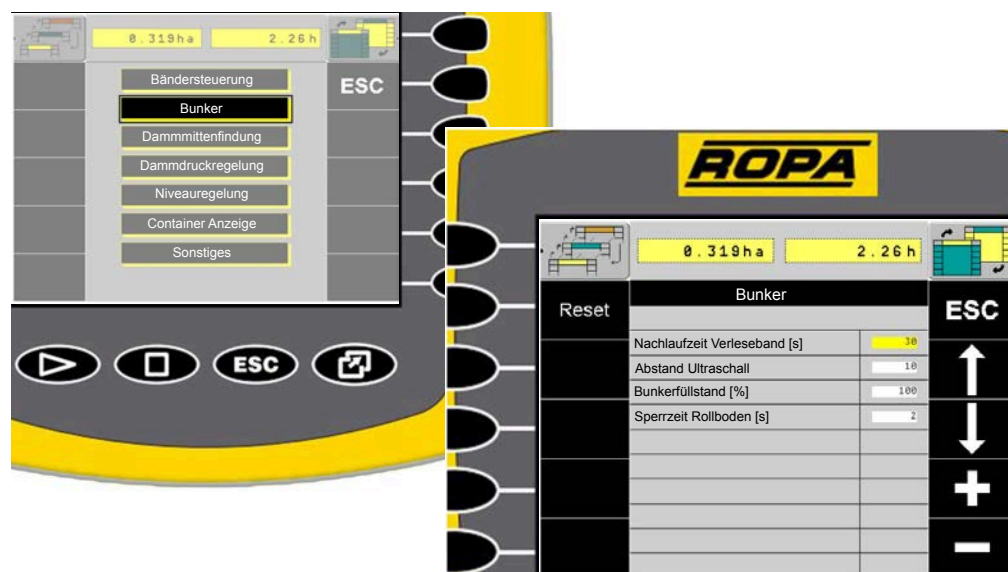 0.319ha 2.26h
Bändersteuerung
ESC
Bunker
Dammmittenfindung
Dammdruckregelung
Niveauregelung
Container Anzeige
Sonstiges
ESC
ROPA
0.319ha 2.26h
Bunker
Reset
ESC
Nachlaufzeit Verleseband [s] 30
Abstand Ultraschall 10
Bunkerfüllstand [%] 100
Sperrzeit Rollboden [s] 2